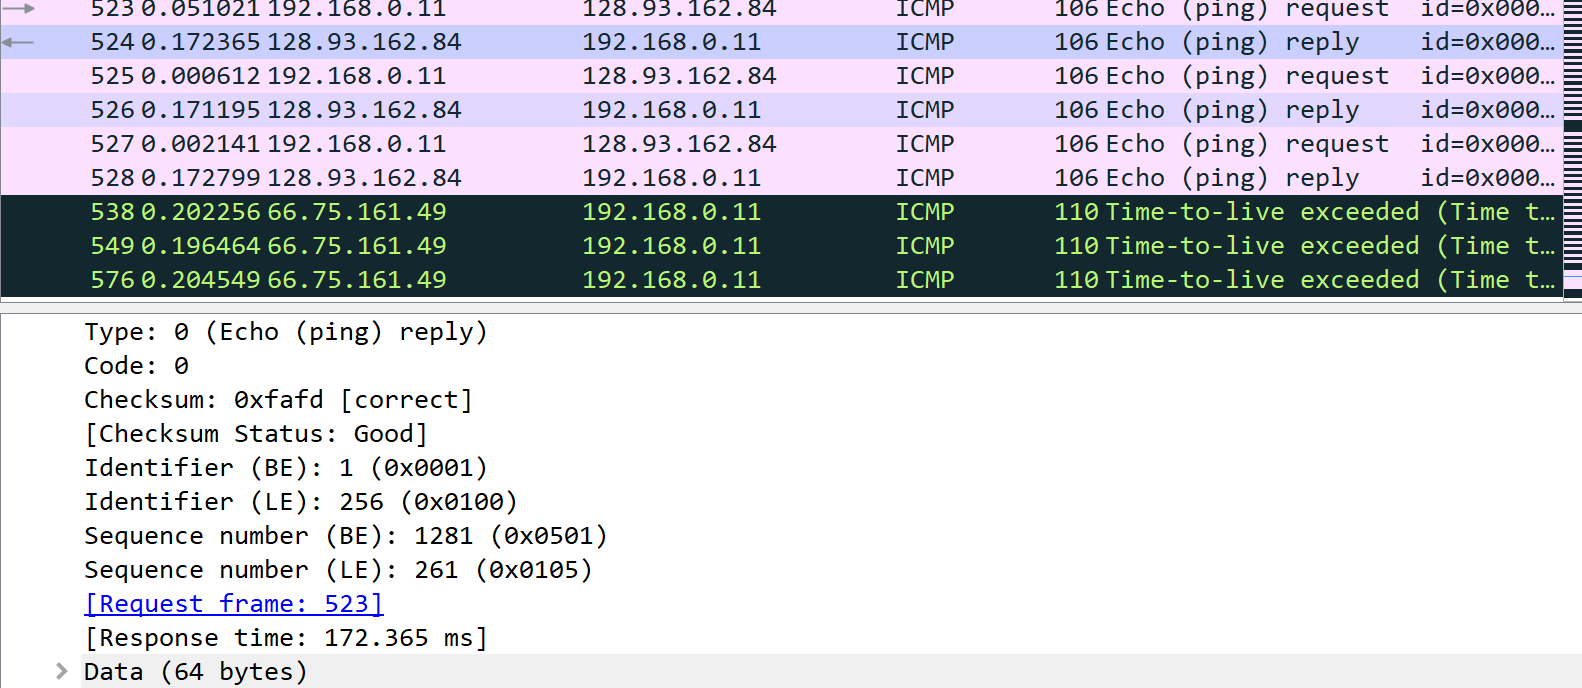 523 0.051021 192.168.0.11 128.93.162.84 ICMP 106 Echo (ping) request id=0x000…
524 0.172365 128.93.162.84 192.168.0.11 ICMP 106 Echo (ping) reply id=0x000…
525 0.000612 192.168.0.11 128.93.162.84 ICMP 106 Echo (ping) request id=0x000…
526 0.171195 128.93.162.84 192.168.0.11 ICMP 106 Echo (ping) reply id=0x000…
527 0.002141 192.168.0.11 128.93.162.84 ICMP 106 Echo (ping) request id=0x000…
528 0.172799 128.93.162.84 192.168.0.11 ICMP 106 Echo (ping) reply id=0x000…
538 0.202256 66.75.161.49 192.168.0.11 ICMP 110 Time-to-live exceeded (Time t…
549 0.196464 66.75.161.49 192.168.0.11 ICMP 110 Time-to-live exceeded (Time t…
576 0.204549 66.75.161.49 192.168.0.11 ICMP 110 Time-to-live exceeded (Time t…
Type: 0 (Echo (ping) reply)
Code: 0
Checksum: 0xfafd [correct]
[Checksum Status: Good]
Identifier (BE): 1 (0x0001)
Identifier (LE): 256 (0x0100)
Sequence number (BE): 1281 (0x0501)
Sequence number (LE): 261 (0x0105)
[Request frame: 523]
[Response time: 172.365 ms]
Data (64 bytes)